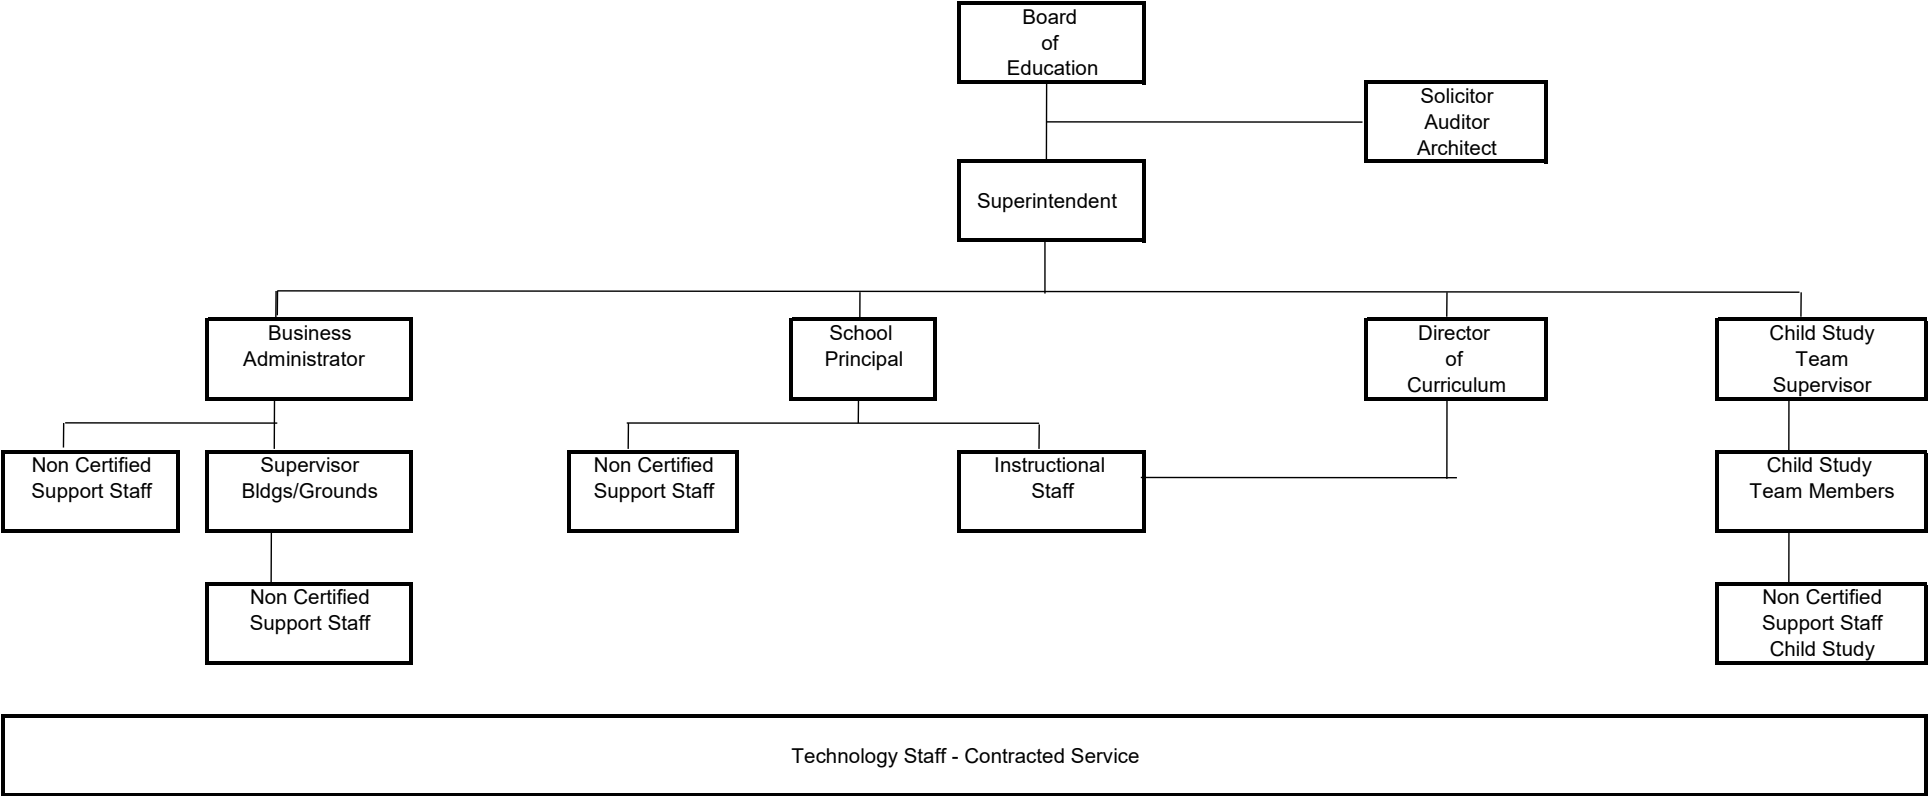 Board
of
Education
Solicitor
Auditor
Architect
Superintendent
Business
Administrator
School
Principal
Director
of
Curriculum
Child Study
Team
Supervisor
Non Certified
Support Staff
Supervisor
Bldgs/Grounds
Non Certified
Support Staff
Instructional
Staff
Child Study
Team Members
Non Certified
Support Staff
Non Certified
Support Staff
Child Study
Technology Staff - Contracted Service